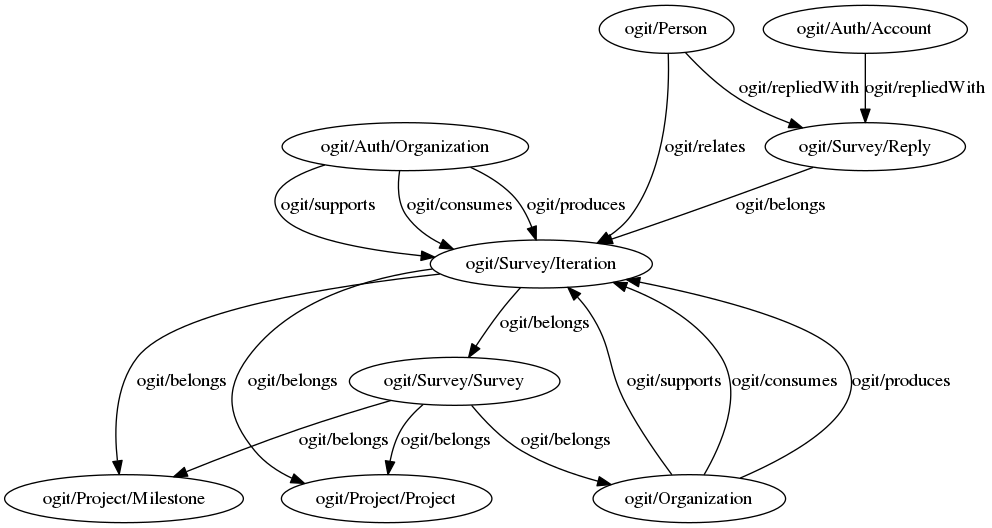 ogit/Person
ogit/Auth/Account
ogit/repliedWith
ogit/repliedWith
ogit/Auth/Organization
ogit/relates
ogit/Survey/Reply
ogit/supports
ogit/consumes
ogit/produces
ogit/belongs
ogit/Survey/Iteration
ogit/belongs
ogit/belongs
ogit/belongs
ogit/Survey/Survey
ogit/supports
ogit/consumes
ogit/produces
ogit/belongs
ogit/belongs
ogit/belongs
ogit/Project/Milestone
ogit/Project/Project
ogit/Organization